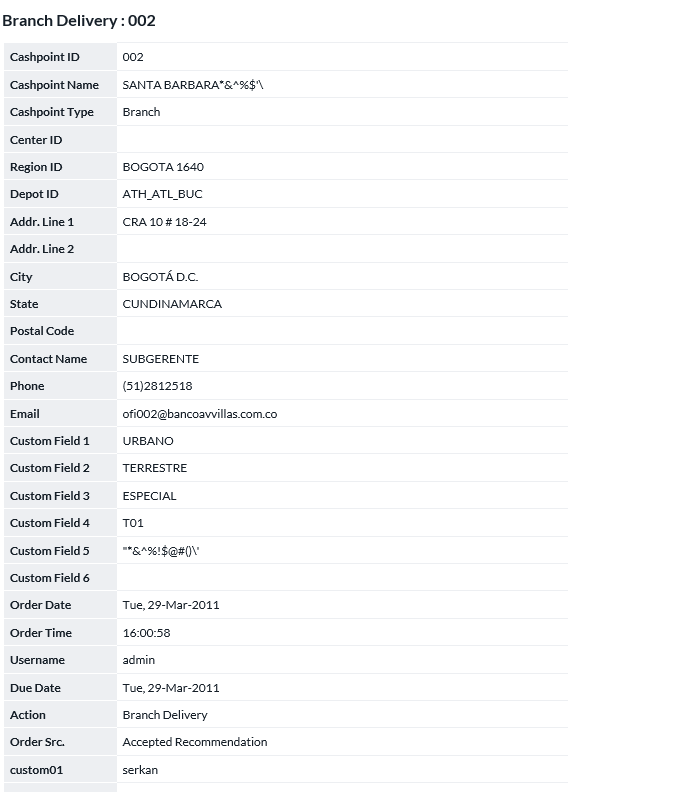 Branch Delivery : 002
Cashpoint ID 002
Cashpoint Name SANTA BARBARA*&^%$'\
Cashpoint Type Branch
Center ID
Region ID BOGOTA 1640
Depot ID ATH_ATL_BUC
Addr. Line 1 CRA 10 # 18-24
Addr. Line 2
City BOGOTÁ D.C.
State CUNDINAMARCA
Postal Code
Contact Name SUBGERENTE
Phone (51)2812518
Email ofi002@bancoavvillas.com.co
Custom Field 1 URBANO
Custom Field 2 TERRESTRE
Custom Field 3 ESPECIAL
Custom Field 4 T01
Custom Field 5 "*&^%!$@#()\'
Custom Field 6
Order Date Tue, 29-Mar-2011
Order Time 16:00:58
Username admin
Due Date Tue, 29-Mar-2011
Action Branch Delivery
Order Src. Accepted Recommendation
custom01 serkan